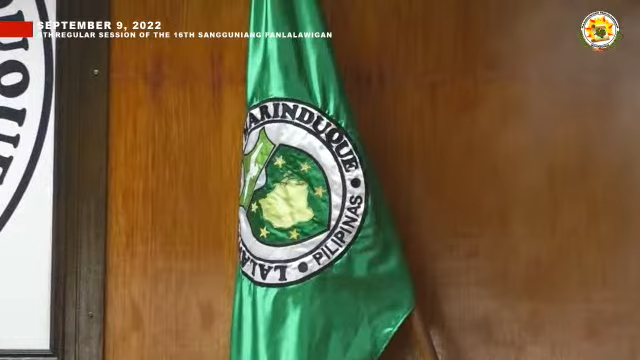 SEPTEMBER 9, 2022
REGULAR SESSION OF THE 16TH SANGGUNIANG PANLALAWIGAN
MARINDUQUE
PILIPINAS